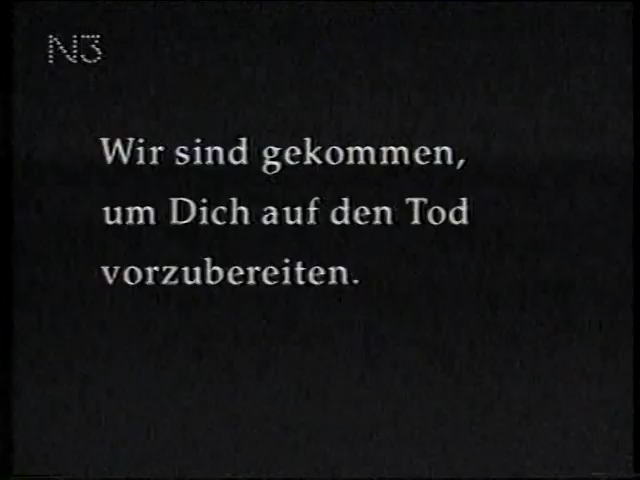 N3
Wir sind gekommen,
um Dich auf den Tod
vorzubereiten.